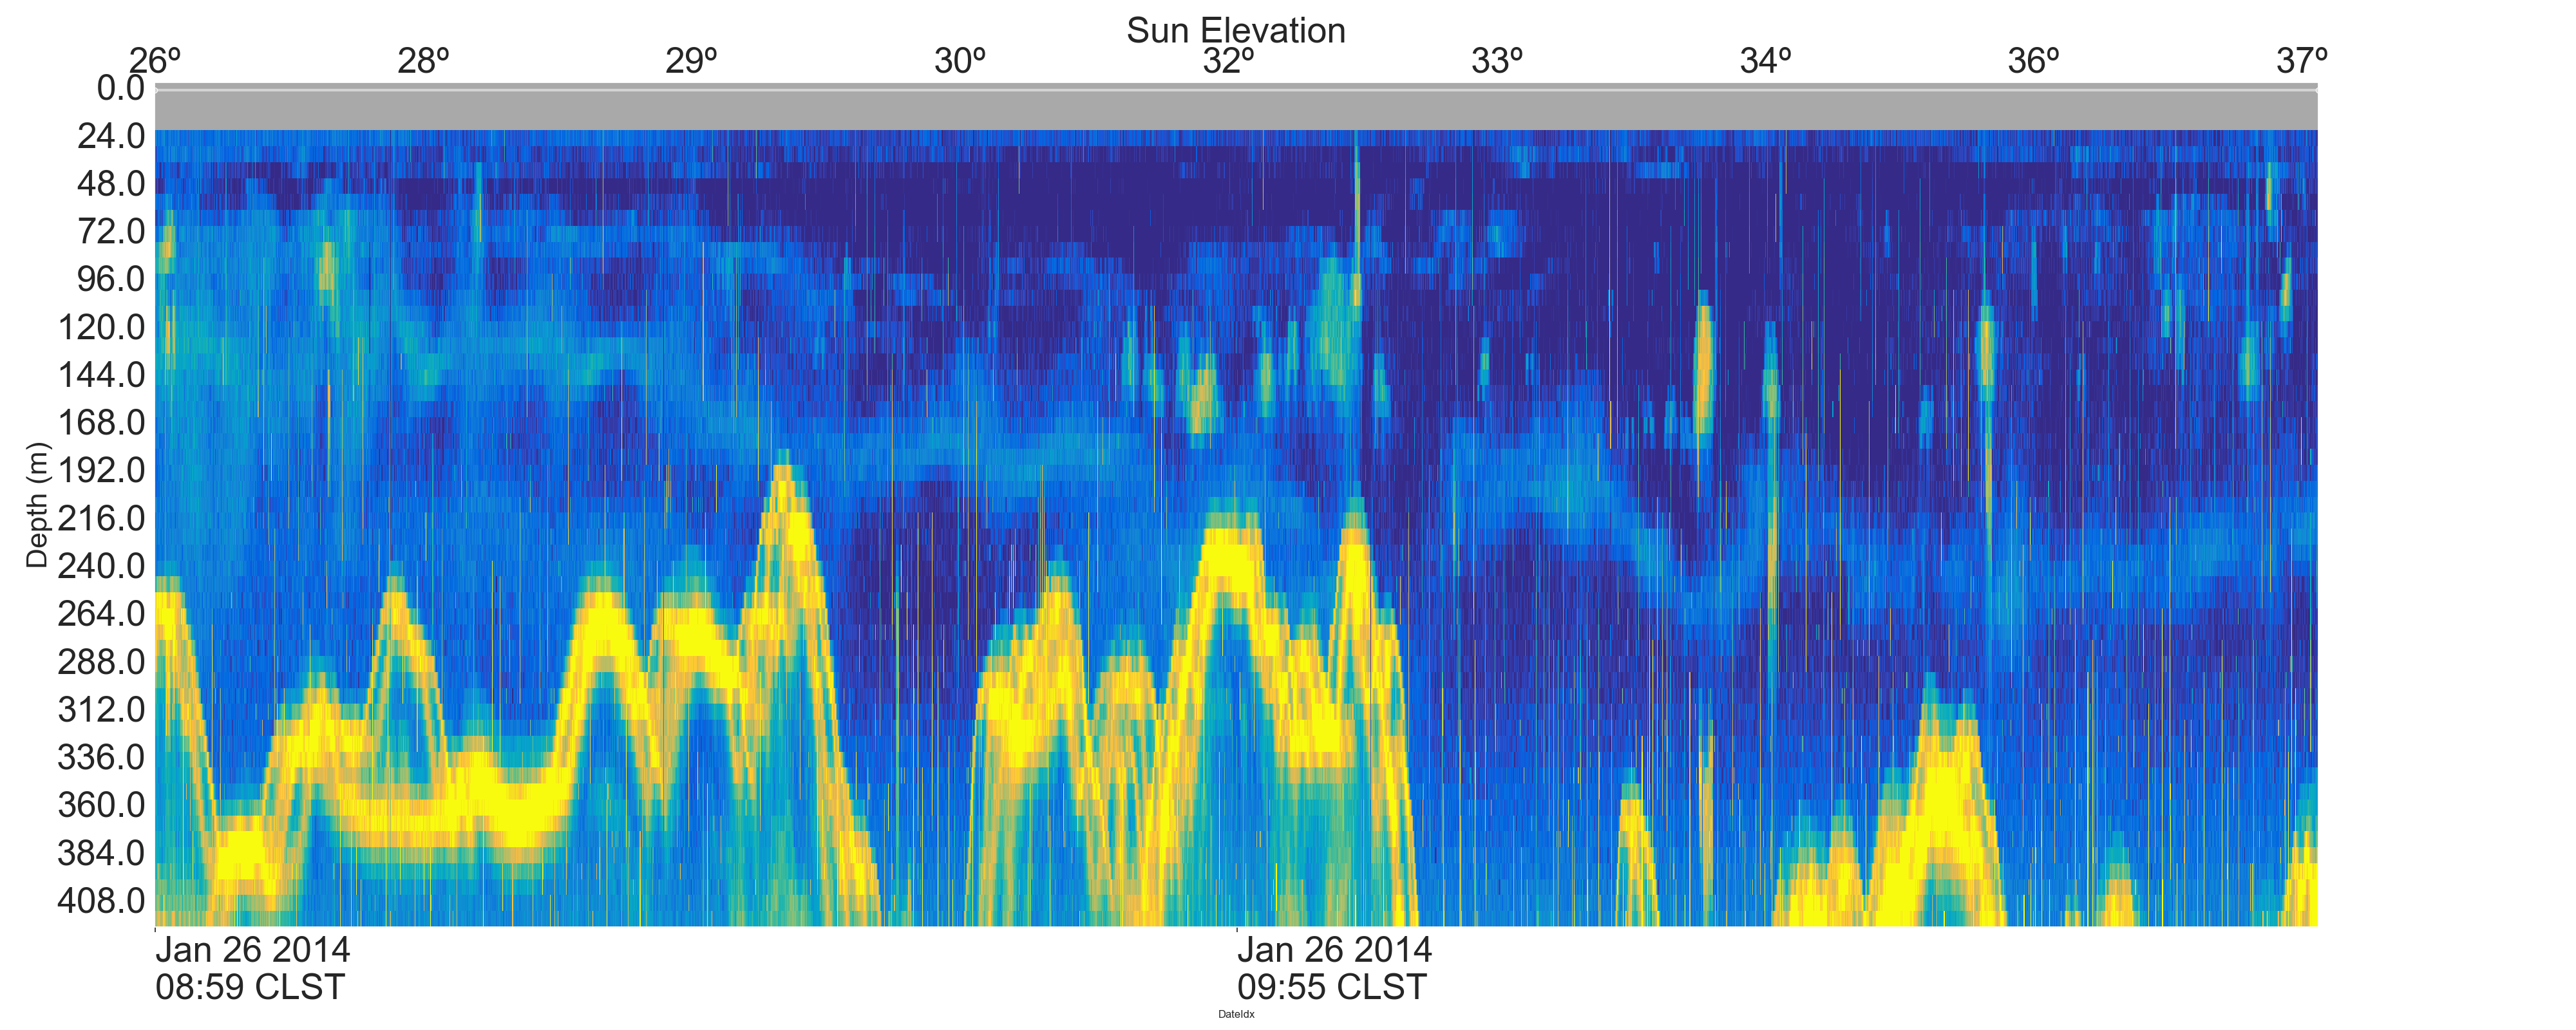 Sun Elevation
26º 28º 29º 30º 32º 33º 34º 36º 37º
0.0
24.0
48.0
72.0
96.0
120.0
144.0
168.0
192.0
216.0
240.0
264.0
288.0
312.0
336.0
360.0
384.0
408.0
Depth (m)
Jan 26 2014
08:59 CLST
Jan 26 2014
09:55 CLST
DateIdx